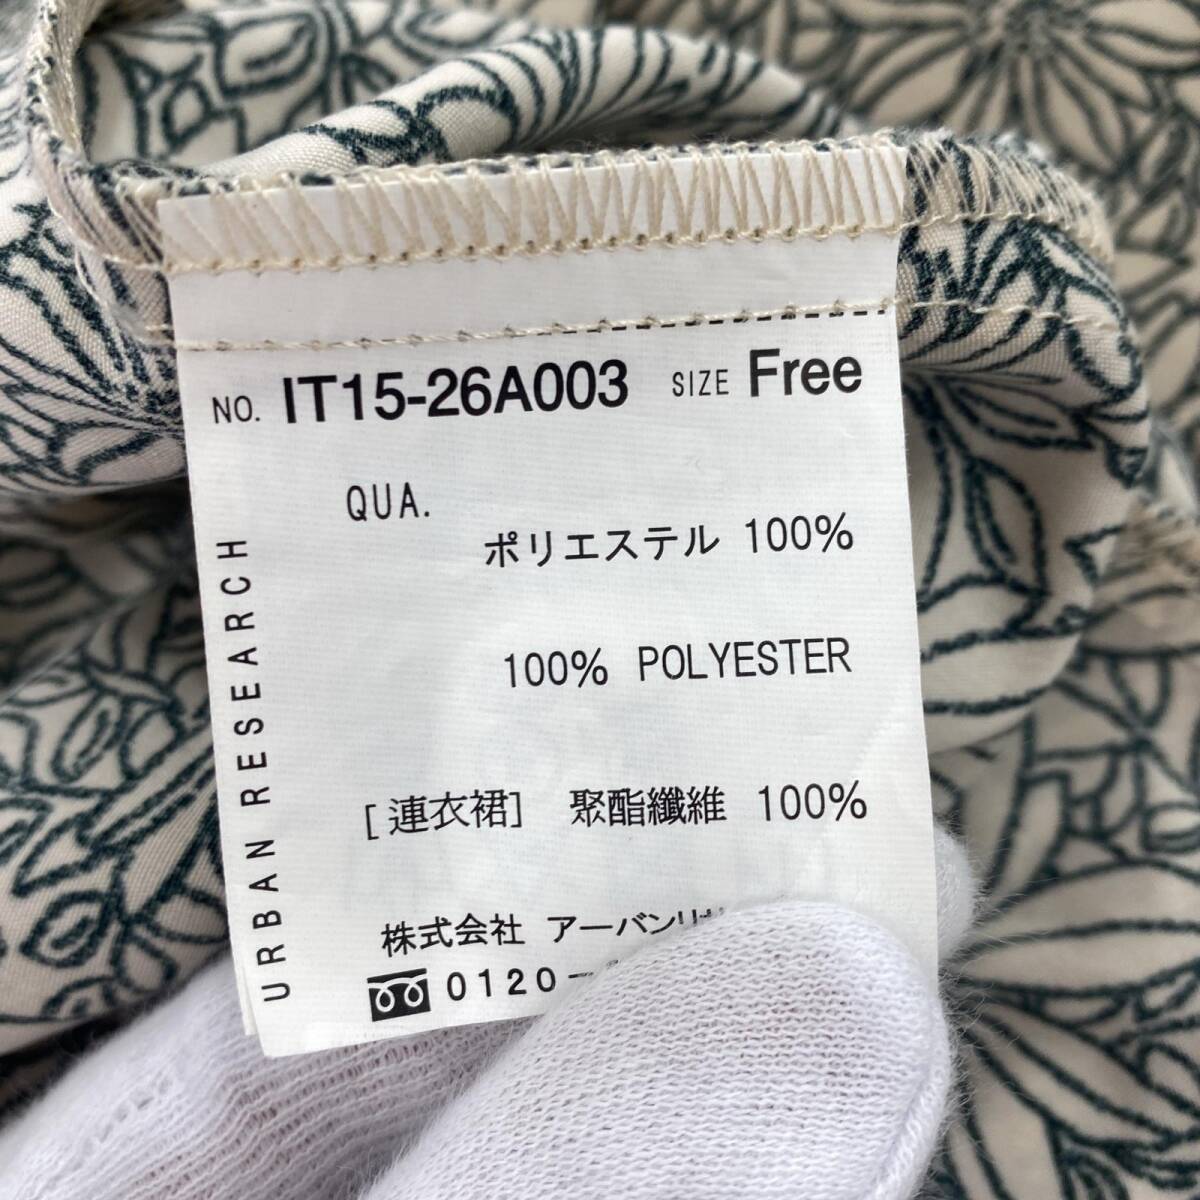 NO. IT15-26A003 SIZE Free
QUA.
ポリエステル 100%
100% POLYESTER
[連衣裙] 聚酯纖維 100%
株式会社 アーバンリサ
0120-
URBAN RESEARCH